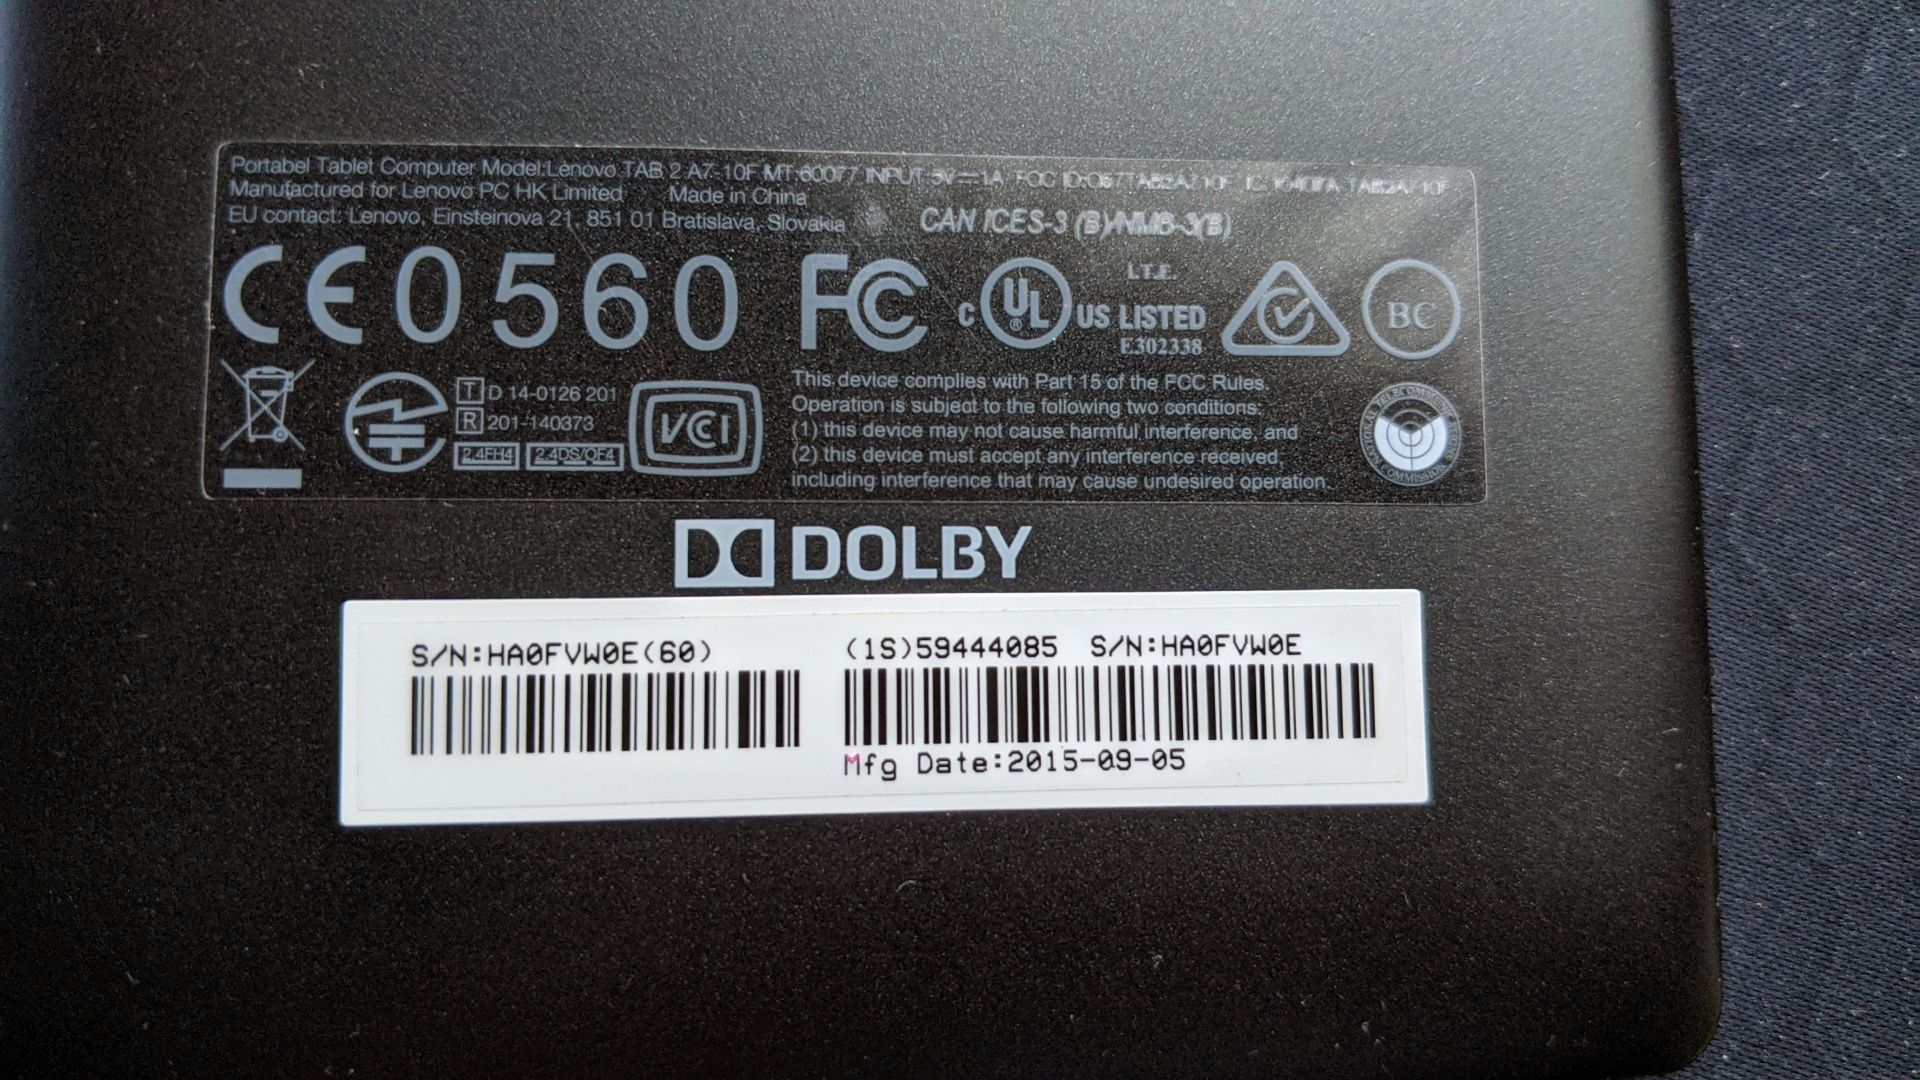 Portabel Tablet Computer Model:Lenovo TAB 2 A7-10F MT:60077 INPUT:5V⎓1A FCC ID:O57TAB2A710F
Manufactured for Lenovo PC HK Limited Made in China
EU contact: Lenovo, Einsteinova 21, 851 01 Bratislava, Slovakia
CAN ICES-3 (B)/NMB-3(B)
CE0560 FC c UL ® US I.T.E. LISTED E302338 BC
T D 14-0126 201
R 201-140373
2.4FH4 2.4DS/OF4
VCI
This device complies with Part 15 of the FCC Rules.
Operation is subject to the following two conditions:
(1) this device may not cause harmful interference, and
(2) this device must accept any interference received,
including interference that may cause undesired operation.
DOLBY
S/N:HA0FVW0E(60)
(1S)59444085 S/N:HA0FVW0E
Mfg Date:2015-09-05